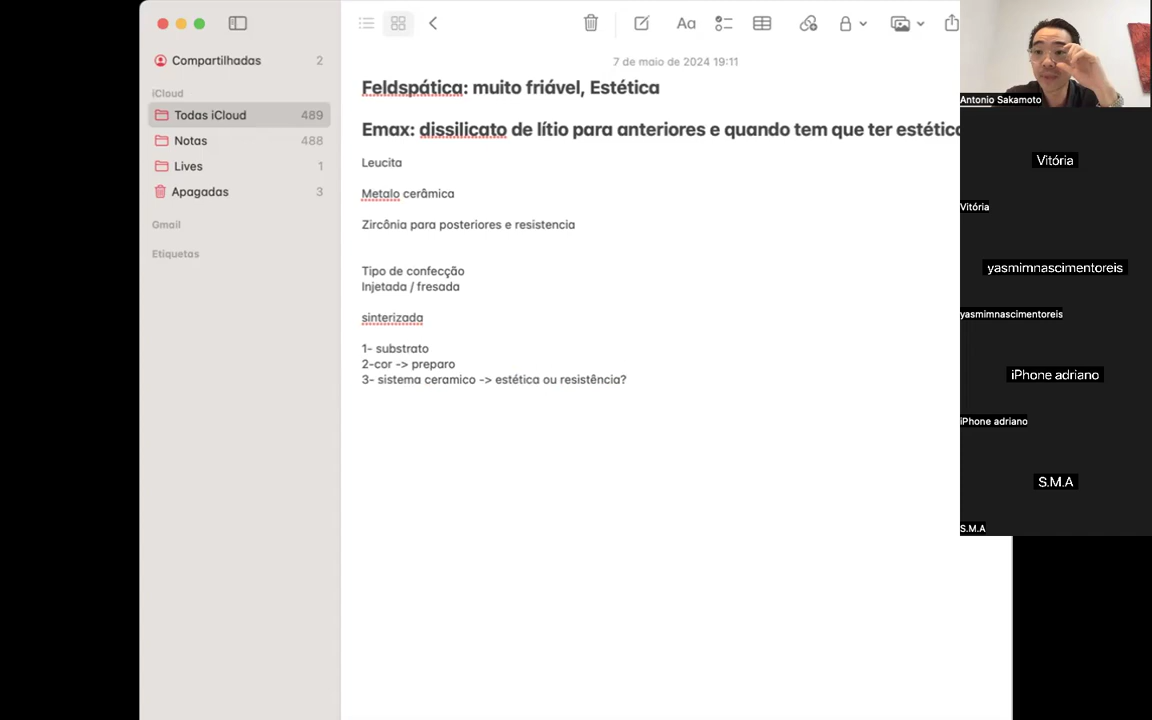 7 de maio de 2024 19:11
Feldspática: muito friável, Estética
Emax: dissilicato de lítio para anteriores e quando tem que ter estética
Leucita
Metalo cerâmica
Zircônia para posteriores e resistencia
Tipo de confecção
Injetada / fresada
sinterizada
1- substrato
2-cor -> preparo
3- sistema ceramico -> estética ou resistência?
Compartilhadas 2
iCloud
Todas iCloud 489
Notas 488
Lives 1
Apagadas 3
Gmail
Etiquetas
Aa
Antonio Sakamoto
Vitória
Vitória
yasmimnascimentoreis
yasmimnascimentoreis
iPhone adriano
iPhone adriano
S.M.A
S.M.A